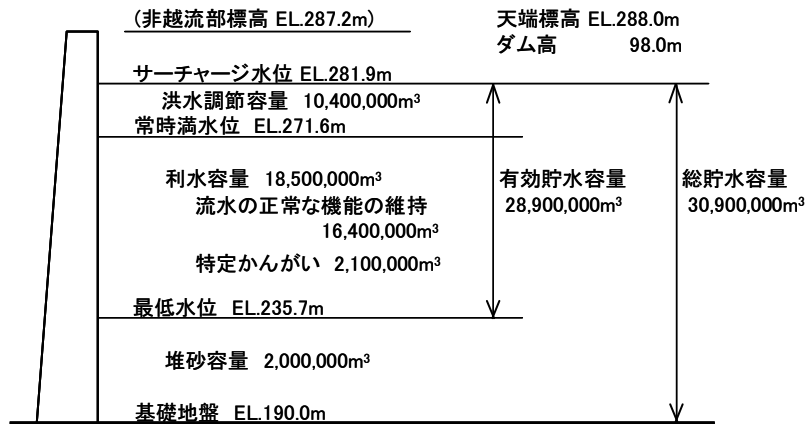 (非越流部標高 EL.287.2m)
天端標高 EL.288.0m
ダム高 98.0m
サーチャージ水位 EL.281.9m
洪水調節容量 10,400,000m³
常時満水位 EL.271.6m
利水容量 18,500,000m³
流水の正常な機能の維持
16,400,000m³
特定かんがい 2,100,000m³
有効貯水容量
28,900,000m³
総貯水容量
30,900,000m³
最低水位 EL.235.7m
堆砂容量 2,000,000m³
基礎地盤 EL.190.0m